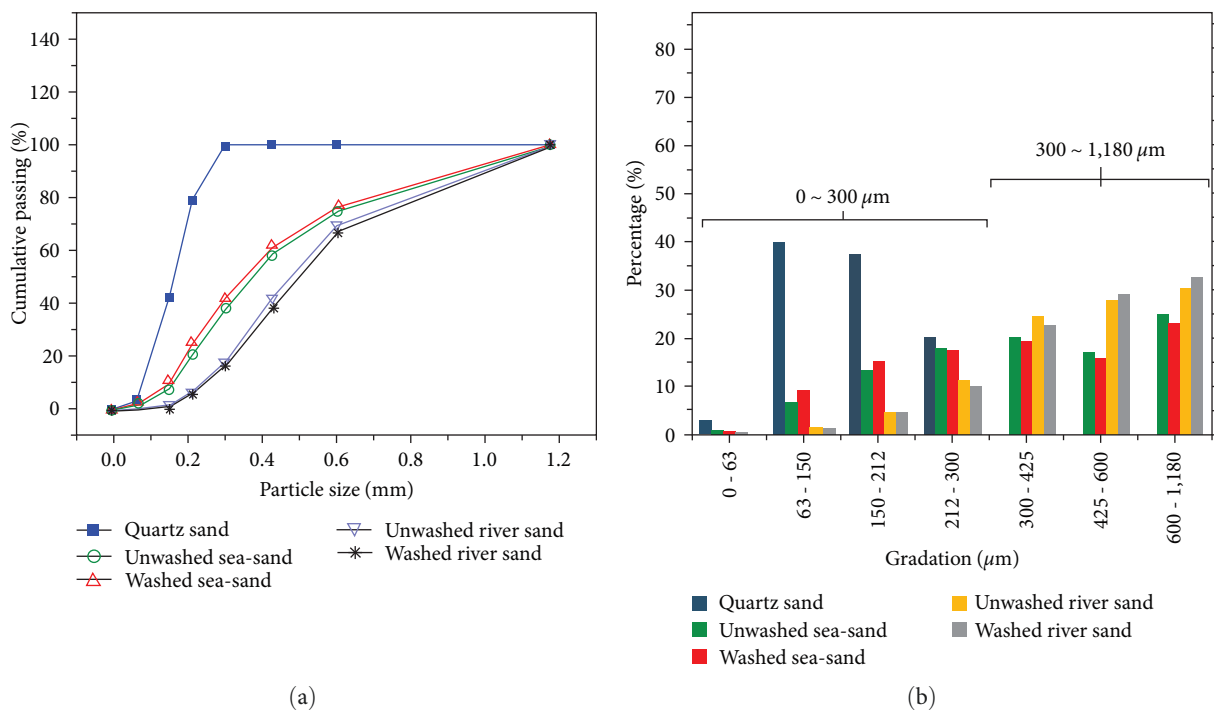 140
120
100
80
60
40
20
0
Cumulative passing (%)
0.0 0.2 0.4 0.6 0.8 1.0 1.2
Particle size (mm)
Quartz sand
Unwashed sea-sand
Washed sea-sand
Unwashed river sand
Washed river sand
(a)
80
70
60
50
40
30
20
10
0
Percentage (%)
0 ~ 300 μm
300 ~ 1,180 μm
0 - 63
63 - 150
150 - 212
212 - 300
300 - 425
425 - 600
600 - 1,180
Gradation (μm)
Quartz sand
Unwashed sea-sand
Washed sea-sand
Unwashed river sand
Washed river sand
(b)